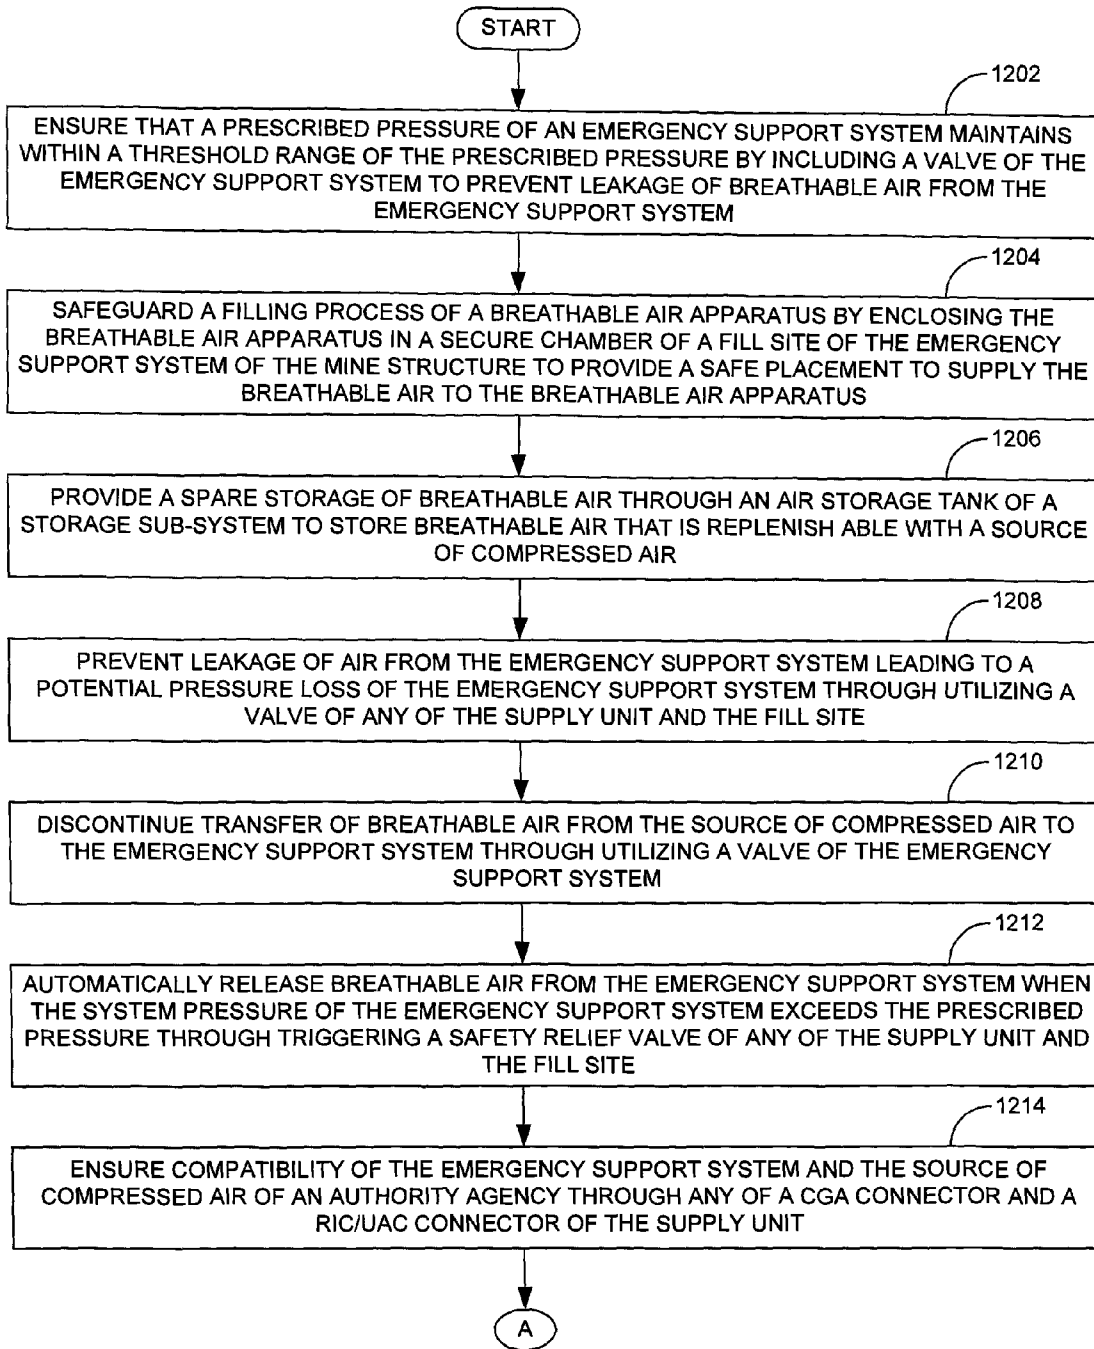 START
1202
ENSURE THAT A PRESCRIBED PRESSURE OF AN EMERGENCY SUPPORT SYSTEM MAINTAINS
WITHIN A THRESHOLD RANGE OF THE PRESCRIBED PRESSURE BY INCLUDING A VALVE OF THE
EMERGENCY SUPPORT SYSTEM TO PREVENT LEAKAGE OF BREATHABLE AIR FROM THE
EMERGENCY SUPPORT SYSTEM
1204
SAFEGUARD A FILLING PROCESS OF A BREATHABLE AIR APPARATUS BY ENCLOSING THE
BREATHABLE AIR APPARATUS IN A SECURE CHAMBER OF A FILL SITE OF THE EMERGENCY
SUPPORT SYSTEM OF THE MINE STRUCTURE TO PROVIDE A SAFE PLACEMENT TO SUPPLY THE
BREATHABLE AIR TO THE BREATHABLE AIR APPARATUS
1206
PROVIDE A SPARE STORAGE OF BREATHABLE AIR THROUGH AN AIR STORAGE TANK OF A
STORAGE SUB-SYSTEM TO STORE BREATHABLE AIR THAT IS REPLENISH ABLE WITH A SOURCE
OF COMPRESSED AIR
1208
PREVENT LEAKAGE OF AIR FROM THE EMERGENCY SUPPORT SYSTEM LEADING TO A
POTENTIAL PRESSURE LOSS OF THE EMERGENCY SUPPORT SYSTEM THROUGH UTILIZING A
VALVE OF ANY OF THE SUPPLY UNIT AND THE FILL SITE
1210
DISCONTINUE TRANSFER OF BREATHABLE AIR FROM THE SOURCE OF COMPRESSED AIR TO
THE EMERGENCY SUPPORT SYSTEM THROUGH UTILIZING A VALVE OF THE EMERGENCY
SUPPORT SYSTEM
1212
AUTOMATICALLY RELEASE BREATHABLE AIR FROM THE EMERGENCY SUPPORT SYSTEM WHEN
THE SYSTEM PRESSURE OF THE EMERGENCY SUPPORT SYSTEM EXCEEDS THE PRESCRIBED
PRESSURE THROUGH TRIGGERING A SAFETY RELIEF VALVE OF ANY OF THE SUPPLY UNIT AND
THE FILL SITE
1214
ENSURE COMPATIBILITY OF THE EMERGENCY SUPPORT SYSTEM AND THE SOURCE OF
COMPRESSED AIR OF AN AUTHORITY AGENCY THROUGH ANY OF A CGA CONNECTOR AND A
RIC/UAC CONNECTOR OF THE SUPPLY UNIT
A